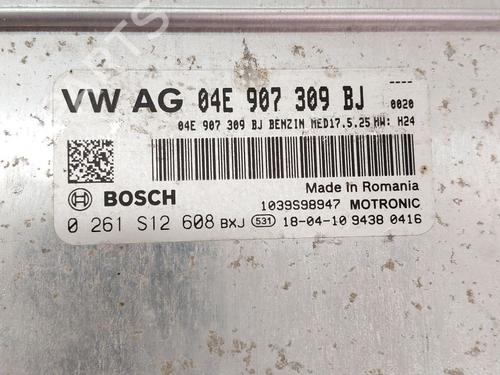 ----
VW AG 04E 907 309 BJ 0020
04E 907 309 BJ BENZIN MED17.5.25 HW: H24
BOSCH
Made in Romania
1039S98947 MOTRONIC
0 261 S12 608 BXJ 531 18-04-10 9438 0416